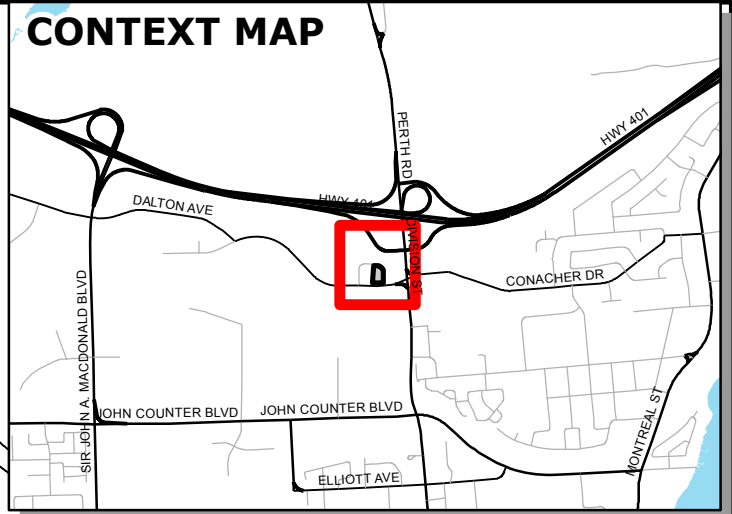 CONTEXT MAP
PERTH RD
HWY 401
DALTON AVE
HWY 401
DIVISION ST
CONACHER DR
SIR JOHN A. MACDONALD BLVD
JOHN COUNTER BLVD
JOHN COUNTER BLVD
MONTREAL ST
ELLIOTT AVE